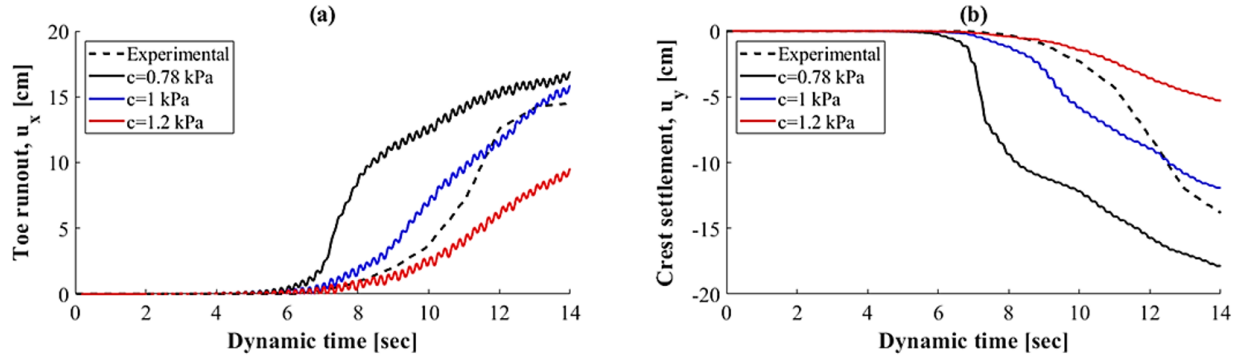 (a)
20
15
10
5
0
Toe runout, u_x [cm]
Experimental
c=0.78 kPa
c=1 kPa
c=1.2 kPa
0 2 4 6 8 10 12 14
Dynamic time [sec]
(b)
0
-5
-10
-15
-20
Crest settlement, u_y [cm]
Experimental
c=0.78 kPa
c=1 kPa
c=1.2 kPa
0 2 4 6 8 10 12 14
Dynamic time [sec]